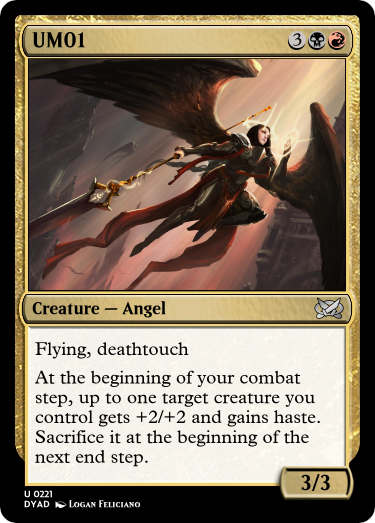 UM01 3
Creature — Angel
Flying, deathtouch
At the beginning of your combat
step, up to one target creature you
control gets +2/+2 and gains haste.
Sacrifice it at the beginning of the
next end step.
3/3
U 0221
DYAD Logan Feliciano